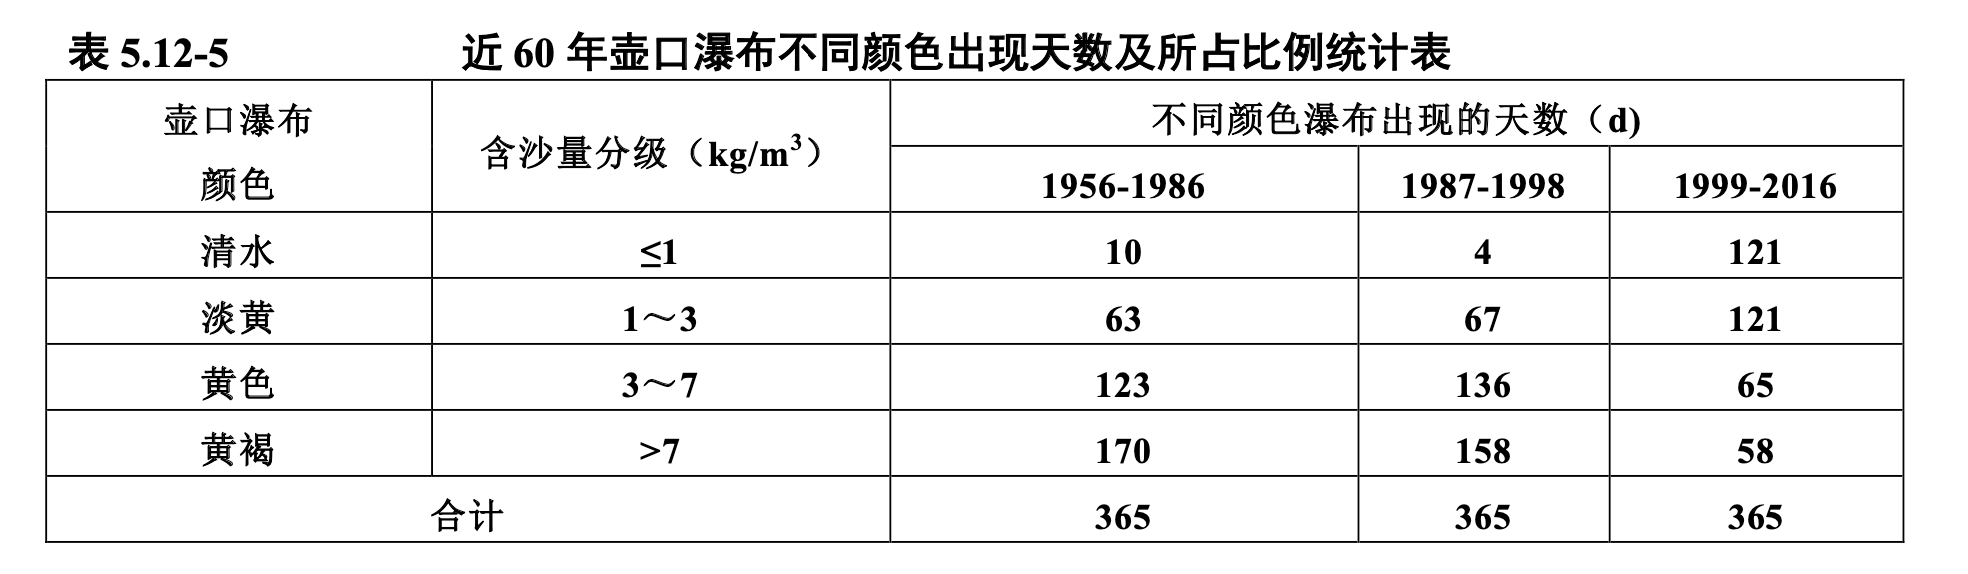 表 5.12-5 近 60 年壶口瀑布不同颜色出现天数及所占比例统计表
壶口瀑布颜色 含沙量分级（kg/m³） 不同颜色瀑布出现的天数（d)
1956-1986 1987-1998 1999-2016
清水 ≤1 10 4 121
淡黄 1～3 63 67 121
黄色 3～7 123 136 65
黄褐 >7 170 158 58
合计 365 365 365